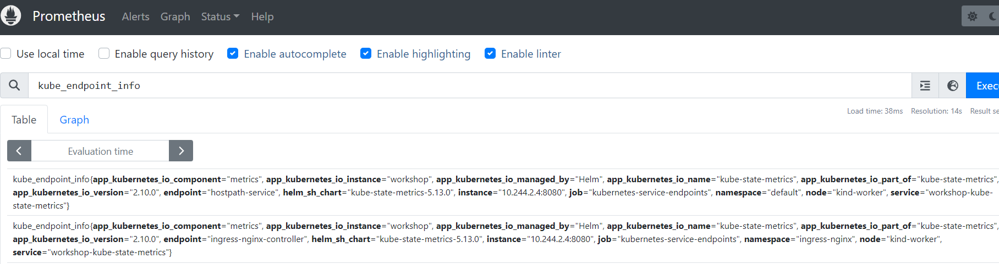 Prometheus Alerts Graph Status Help
Use local time Enable query history Enable autocomplete Enable highlighting Enable linter
kube_endpoint_info
Table Graph
Load time: 38ms Resolution: 14s Result se
Evaluation time
kube_endpoint_info{app_kubernetes_io_component="metrics", app_kubernetes_io_instance="workshop", app_kubernetes_io_managed_by="Helm", app_kubernetes_io_name="kube-state-metrics", app_kubernetes_io_part_of="kube-state-metrics",
app_kubernetes_io_version="2.10.0", endpoint="hostpath-service", helm_sh_chart="kube-state-metrics-5.13.0", instance="10.244.2.4:8080", job="kubernetes-service-endpoints", namespace="default", node="kind-worker", service="workshop-kube-
state-metrics"}
kube_endpoint_info{app_kubernetes_io_component="metrics", app_kubernetes_io_instance="workshop", app_kubernetes_io_managed_by="Helm", app_kubernetes_io_name="kube-state-metrics", app_kubernetes_io_part_of="kube-state-metrics",
app_kubernetes_io_version="2.10.0", endpoint="ingress-nginx-controller", helm_sh_chart="kube-state-metrics-5.13.0", instance="10.244.2.4:8080", job="kubernetes-service-endpoints", namespace="ingress-nginx", node="kind-worker",
service="workshop-kube-state-metrics"}